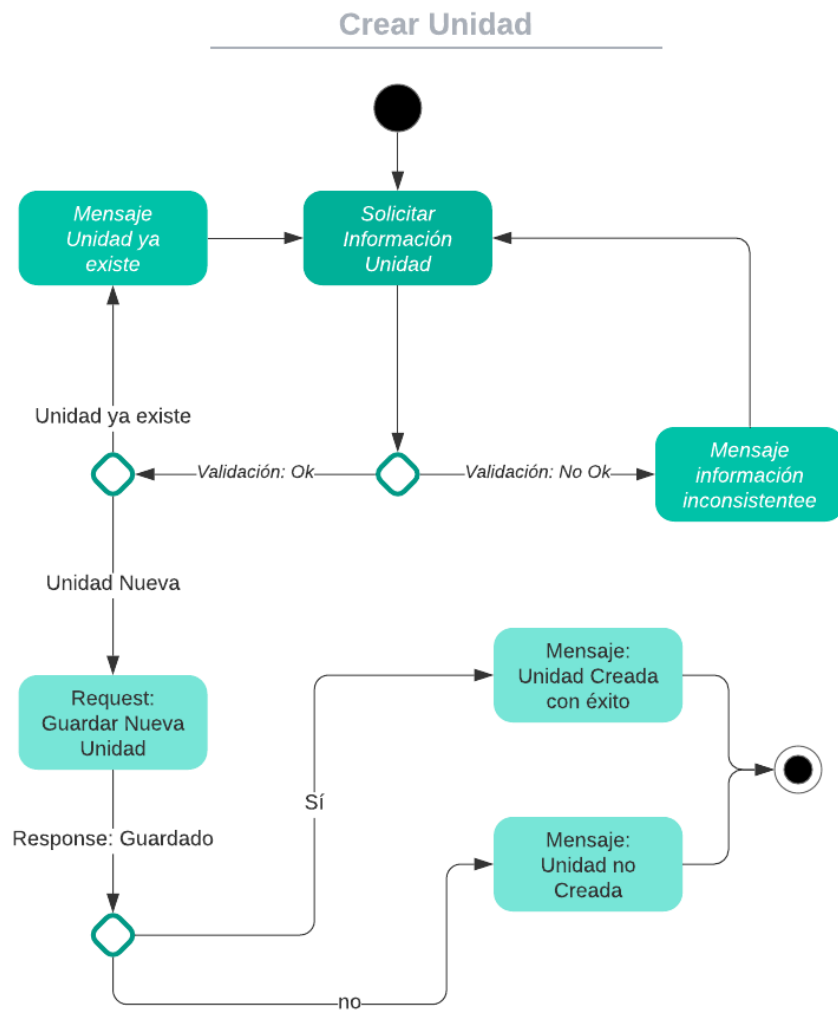 Crear Unidad
Mensaje
Unidad ya
existe
Solicitar
Información
Unidad
Unidad ya existe
Validación: Ok
Validación: No Ok
Mensaje
información
inconsistentee
Unidad Nueva
Request:
Guardar Nueva
Unidad
Mensaje:
Unidad Creada
con éxito
Sí
Response: Guardado
Mensaje:
Unidad no
Creada
no